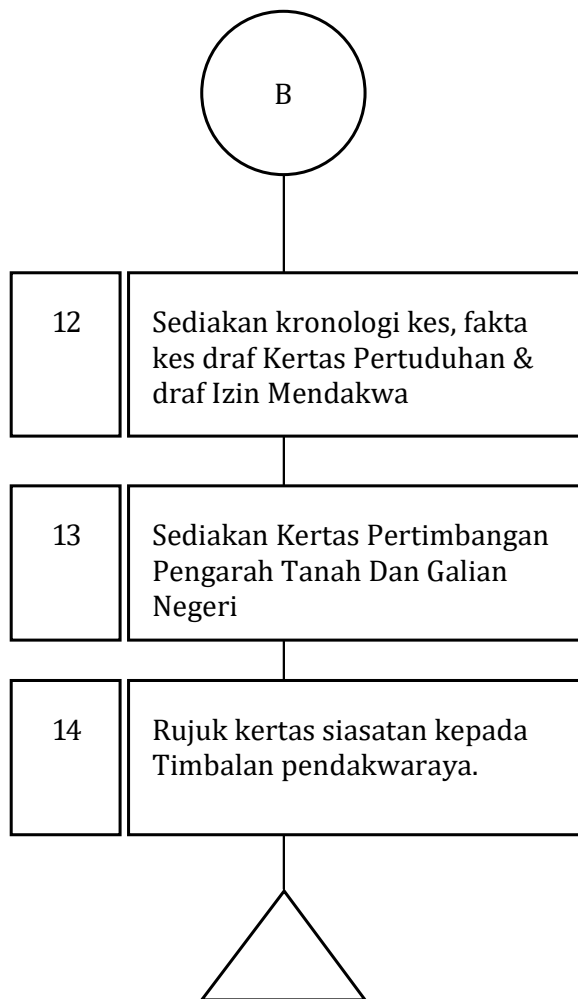 B
12
Sediakan kronologi kes, fakta
kes draf Kertas Pertuduhan &
draf Izin Mendakwa
13
Sediakan Kertas Pertimbangan
Pengarah Tanah Dan Galian
Negeri
14
Rujuk kertas siasatan kepada
Timbalan pendakwaraya.